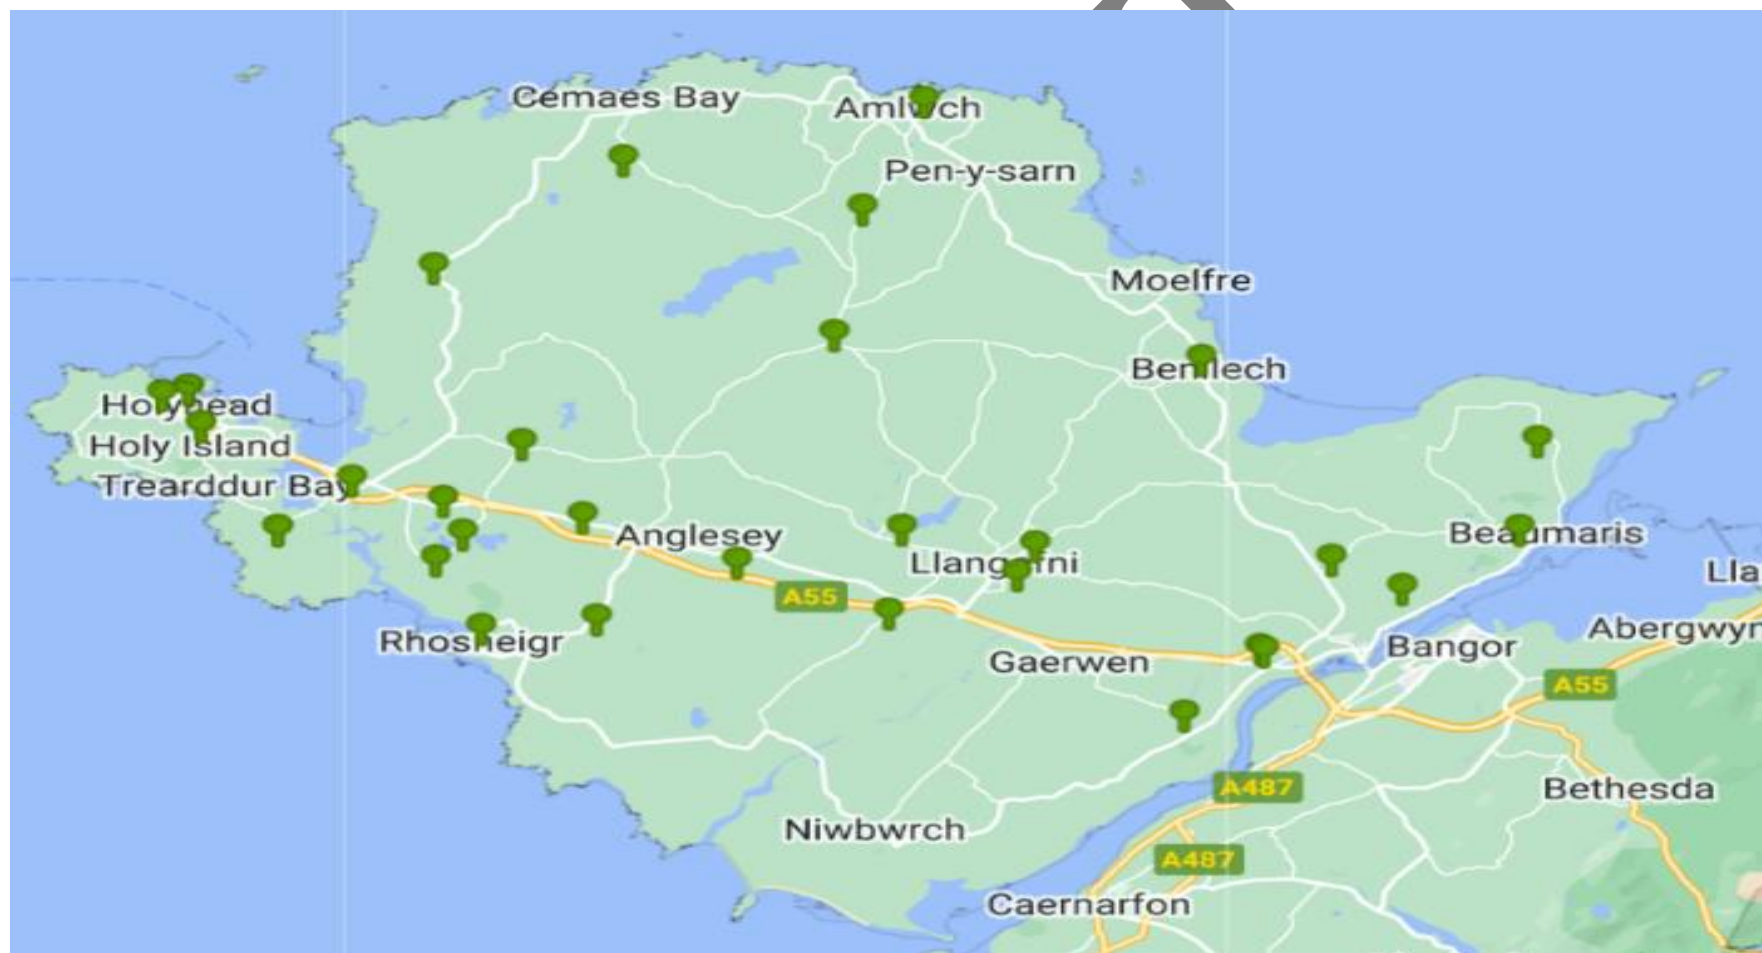 Cemaes Bay
Amlwch
Pen-y-sarn
Moelfre
Benllech
Holyhead
Holy Island
Trearddur Bay
Anglesey
Llangefni
Beaumaris
Lla
A55
Rhosneigr
Gaerwen
Bangor
Abergwyn
A55
A487
Bethesda
Niwbwrch
A487
Caernarfon